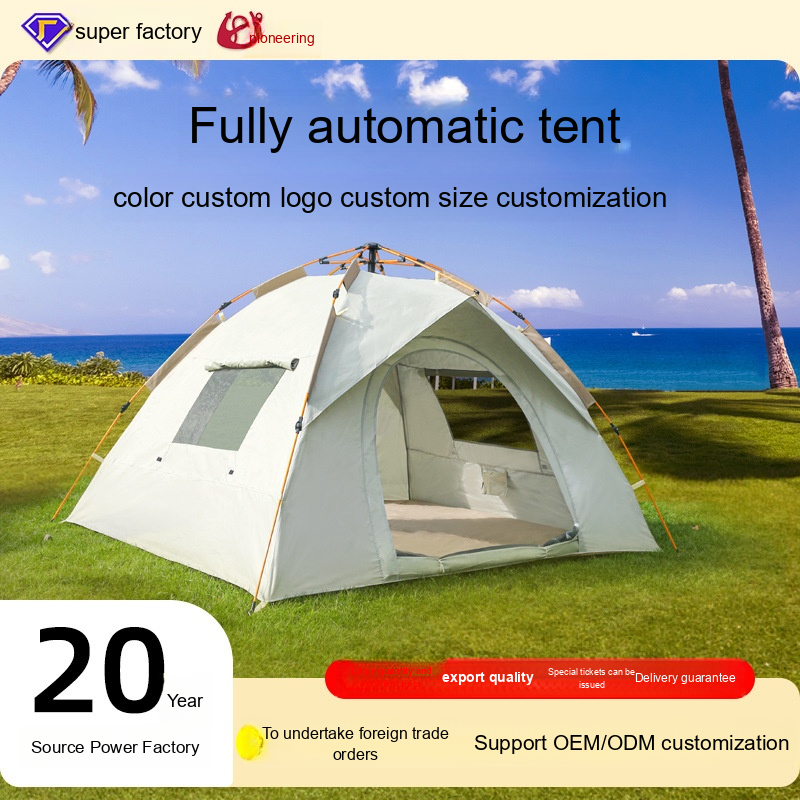 super factory
pioneering
Fully automatic tent
color custom logo custom size customization
20
Year
Source Power Factory
export quality
Special tickets can be
issued
Delivery guarantee
To undertake foreign trade
orders
Support OEM/ODM customization